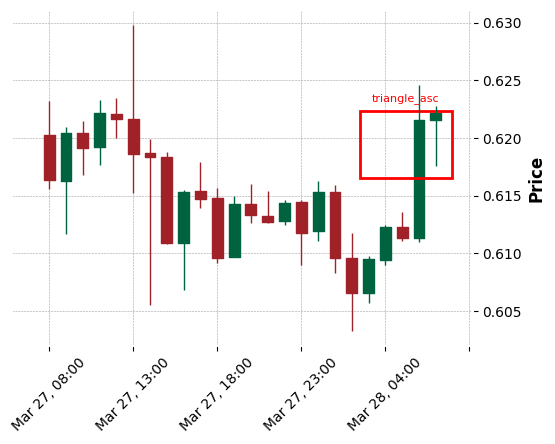 0.630
0.625
triangle_asc
0.620
0.615
0.610
0.605
Price
Mar 27, 08:00
Mar 27, 13:00
Mar 27, 18:00
Mar 27, 23:00
Mar 28, 04:00